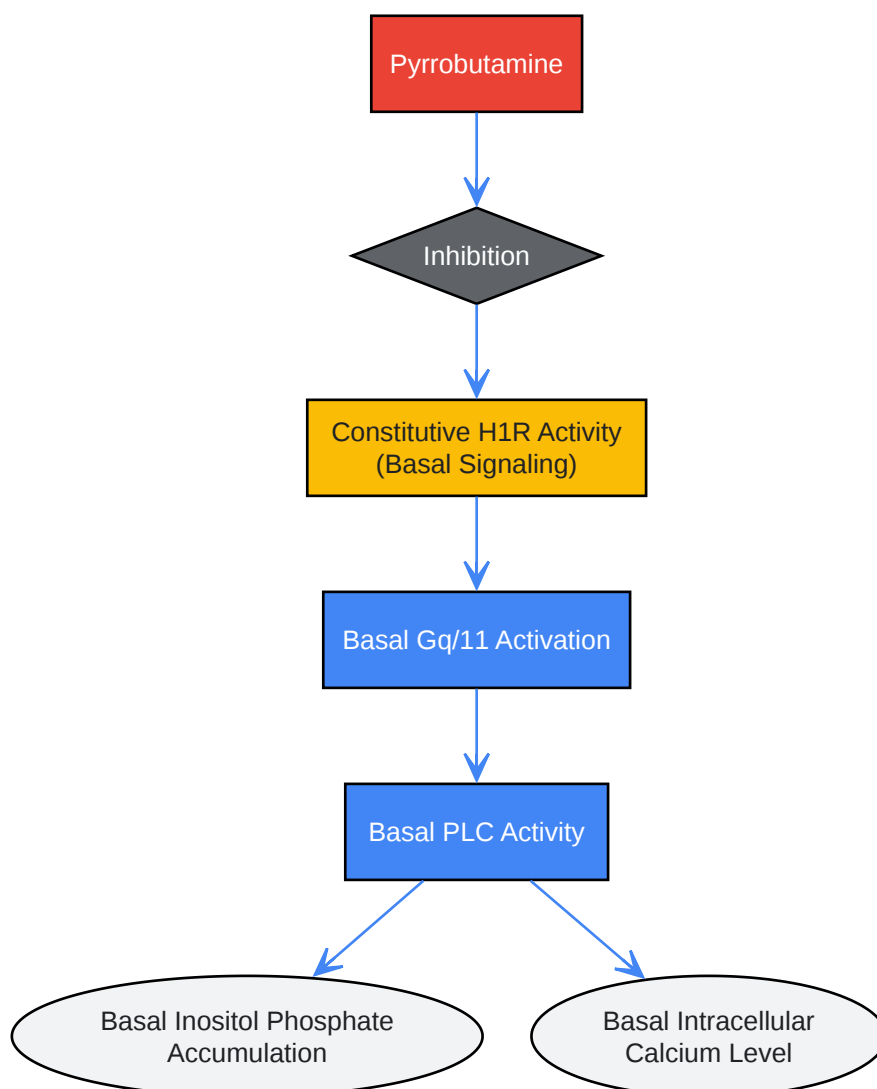 Pyrrobutamine
Inhibition
Constitutive H1R Activity
(Basal Signaling)
Basal Gq/11 Activation
Basal PLC Activity
Basal Inositol Phosphate
Accumulation
Basal Intracellular
Calcium Level